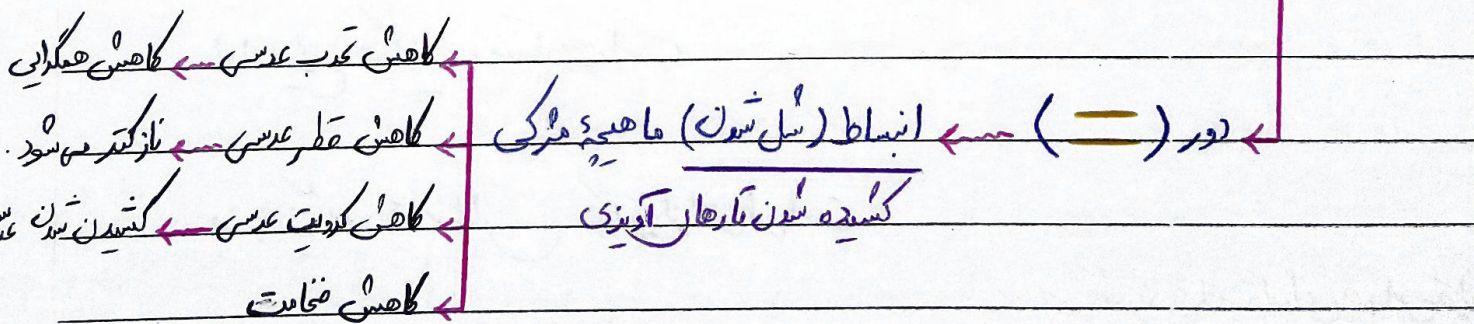 کاهش تحدب عدسی ← کاهش همگرایی
دور ( = ) ← انبساط (شل شدن) ماهیچهٔ مژکی
کشیده شدن تارهای آویزی
کاهش قطر عدسی ← نازکتر می‌شود.
کاهش کرویت عدسی ← کشیدن شدن
کاهش ضخامت